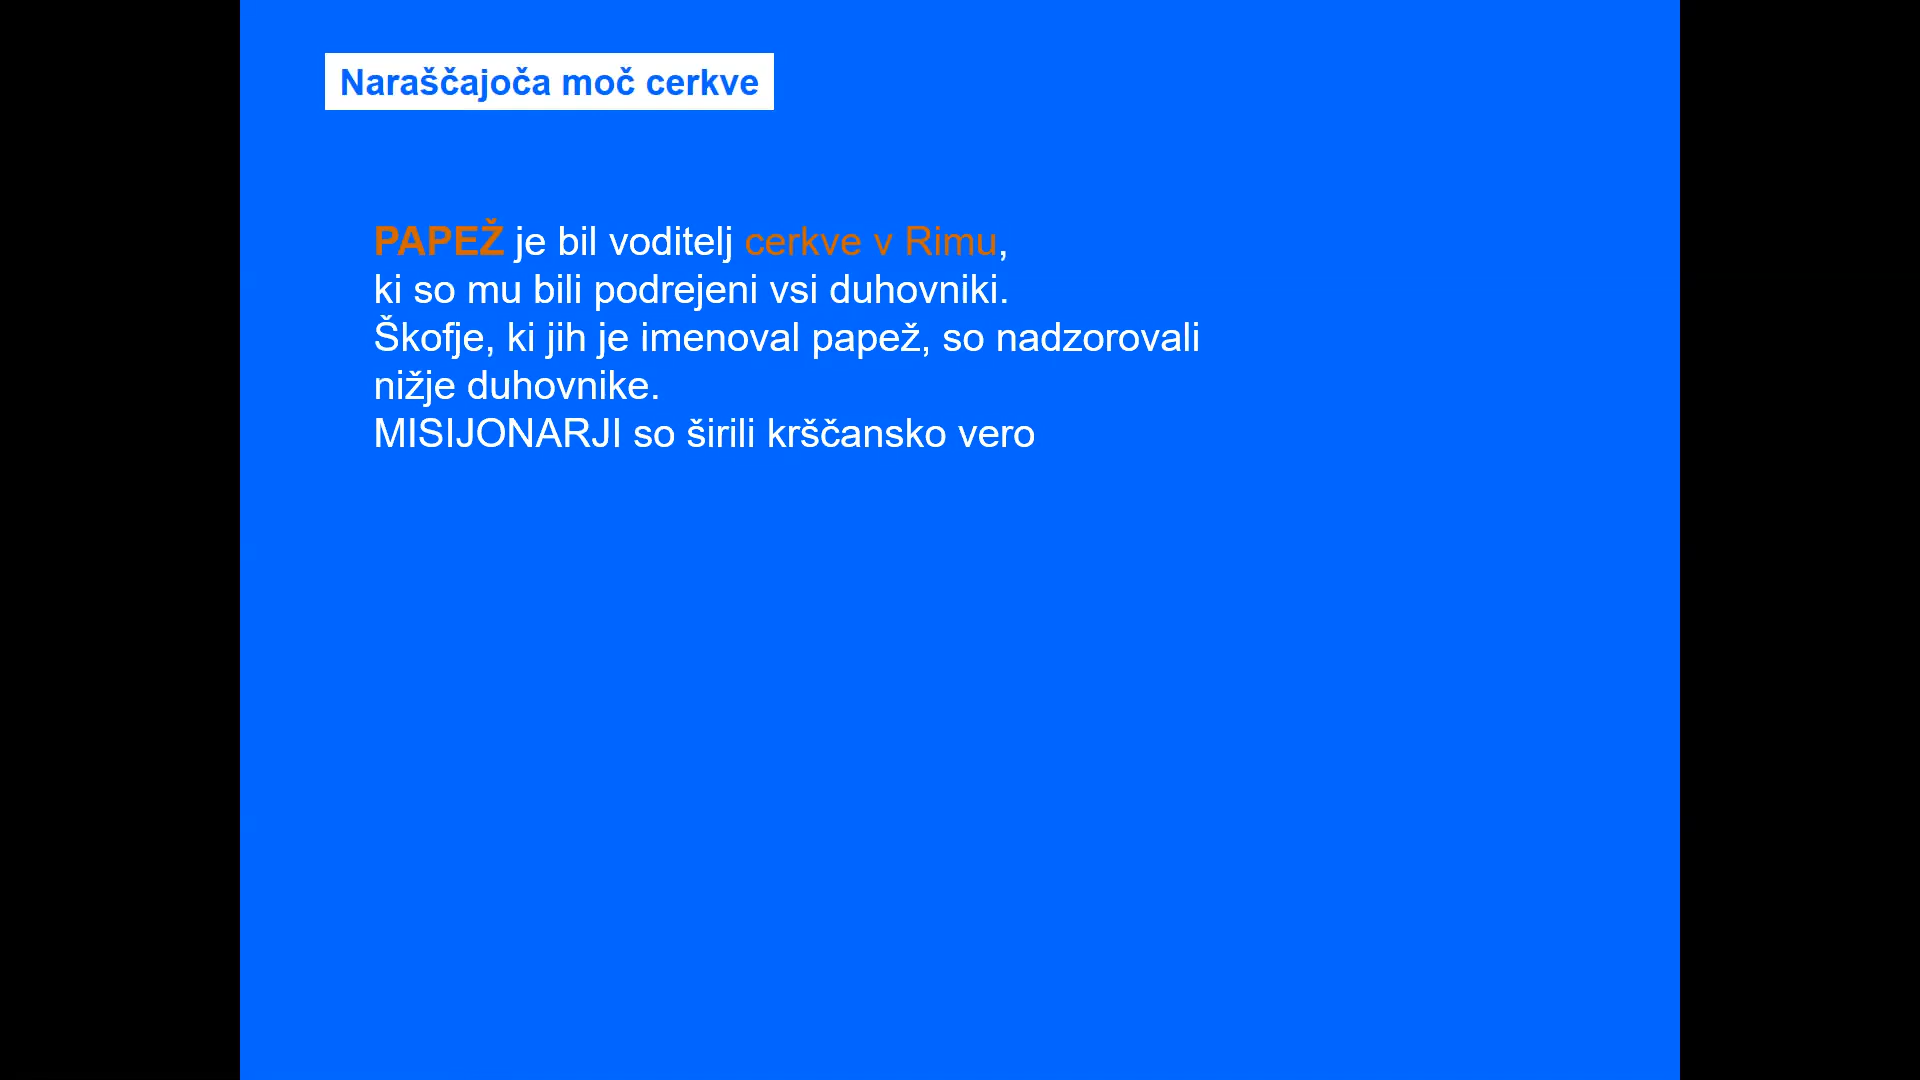 Naraščajoča moč cerkve
PAPEŽ je bil voditelj cerkve v Rimu,
ki so mu bili podrejeni vsi duhovniki.
Škofje, ki jih je imenoval papež, so nadzorovali
nižje duhovnike.
MISIJONARJI so širili krščansko vero